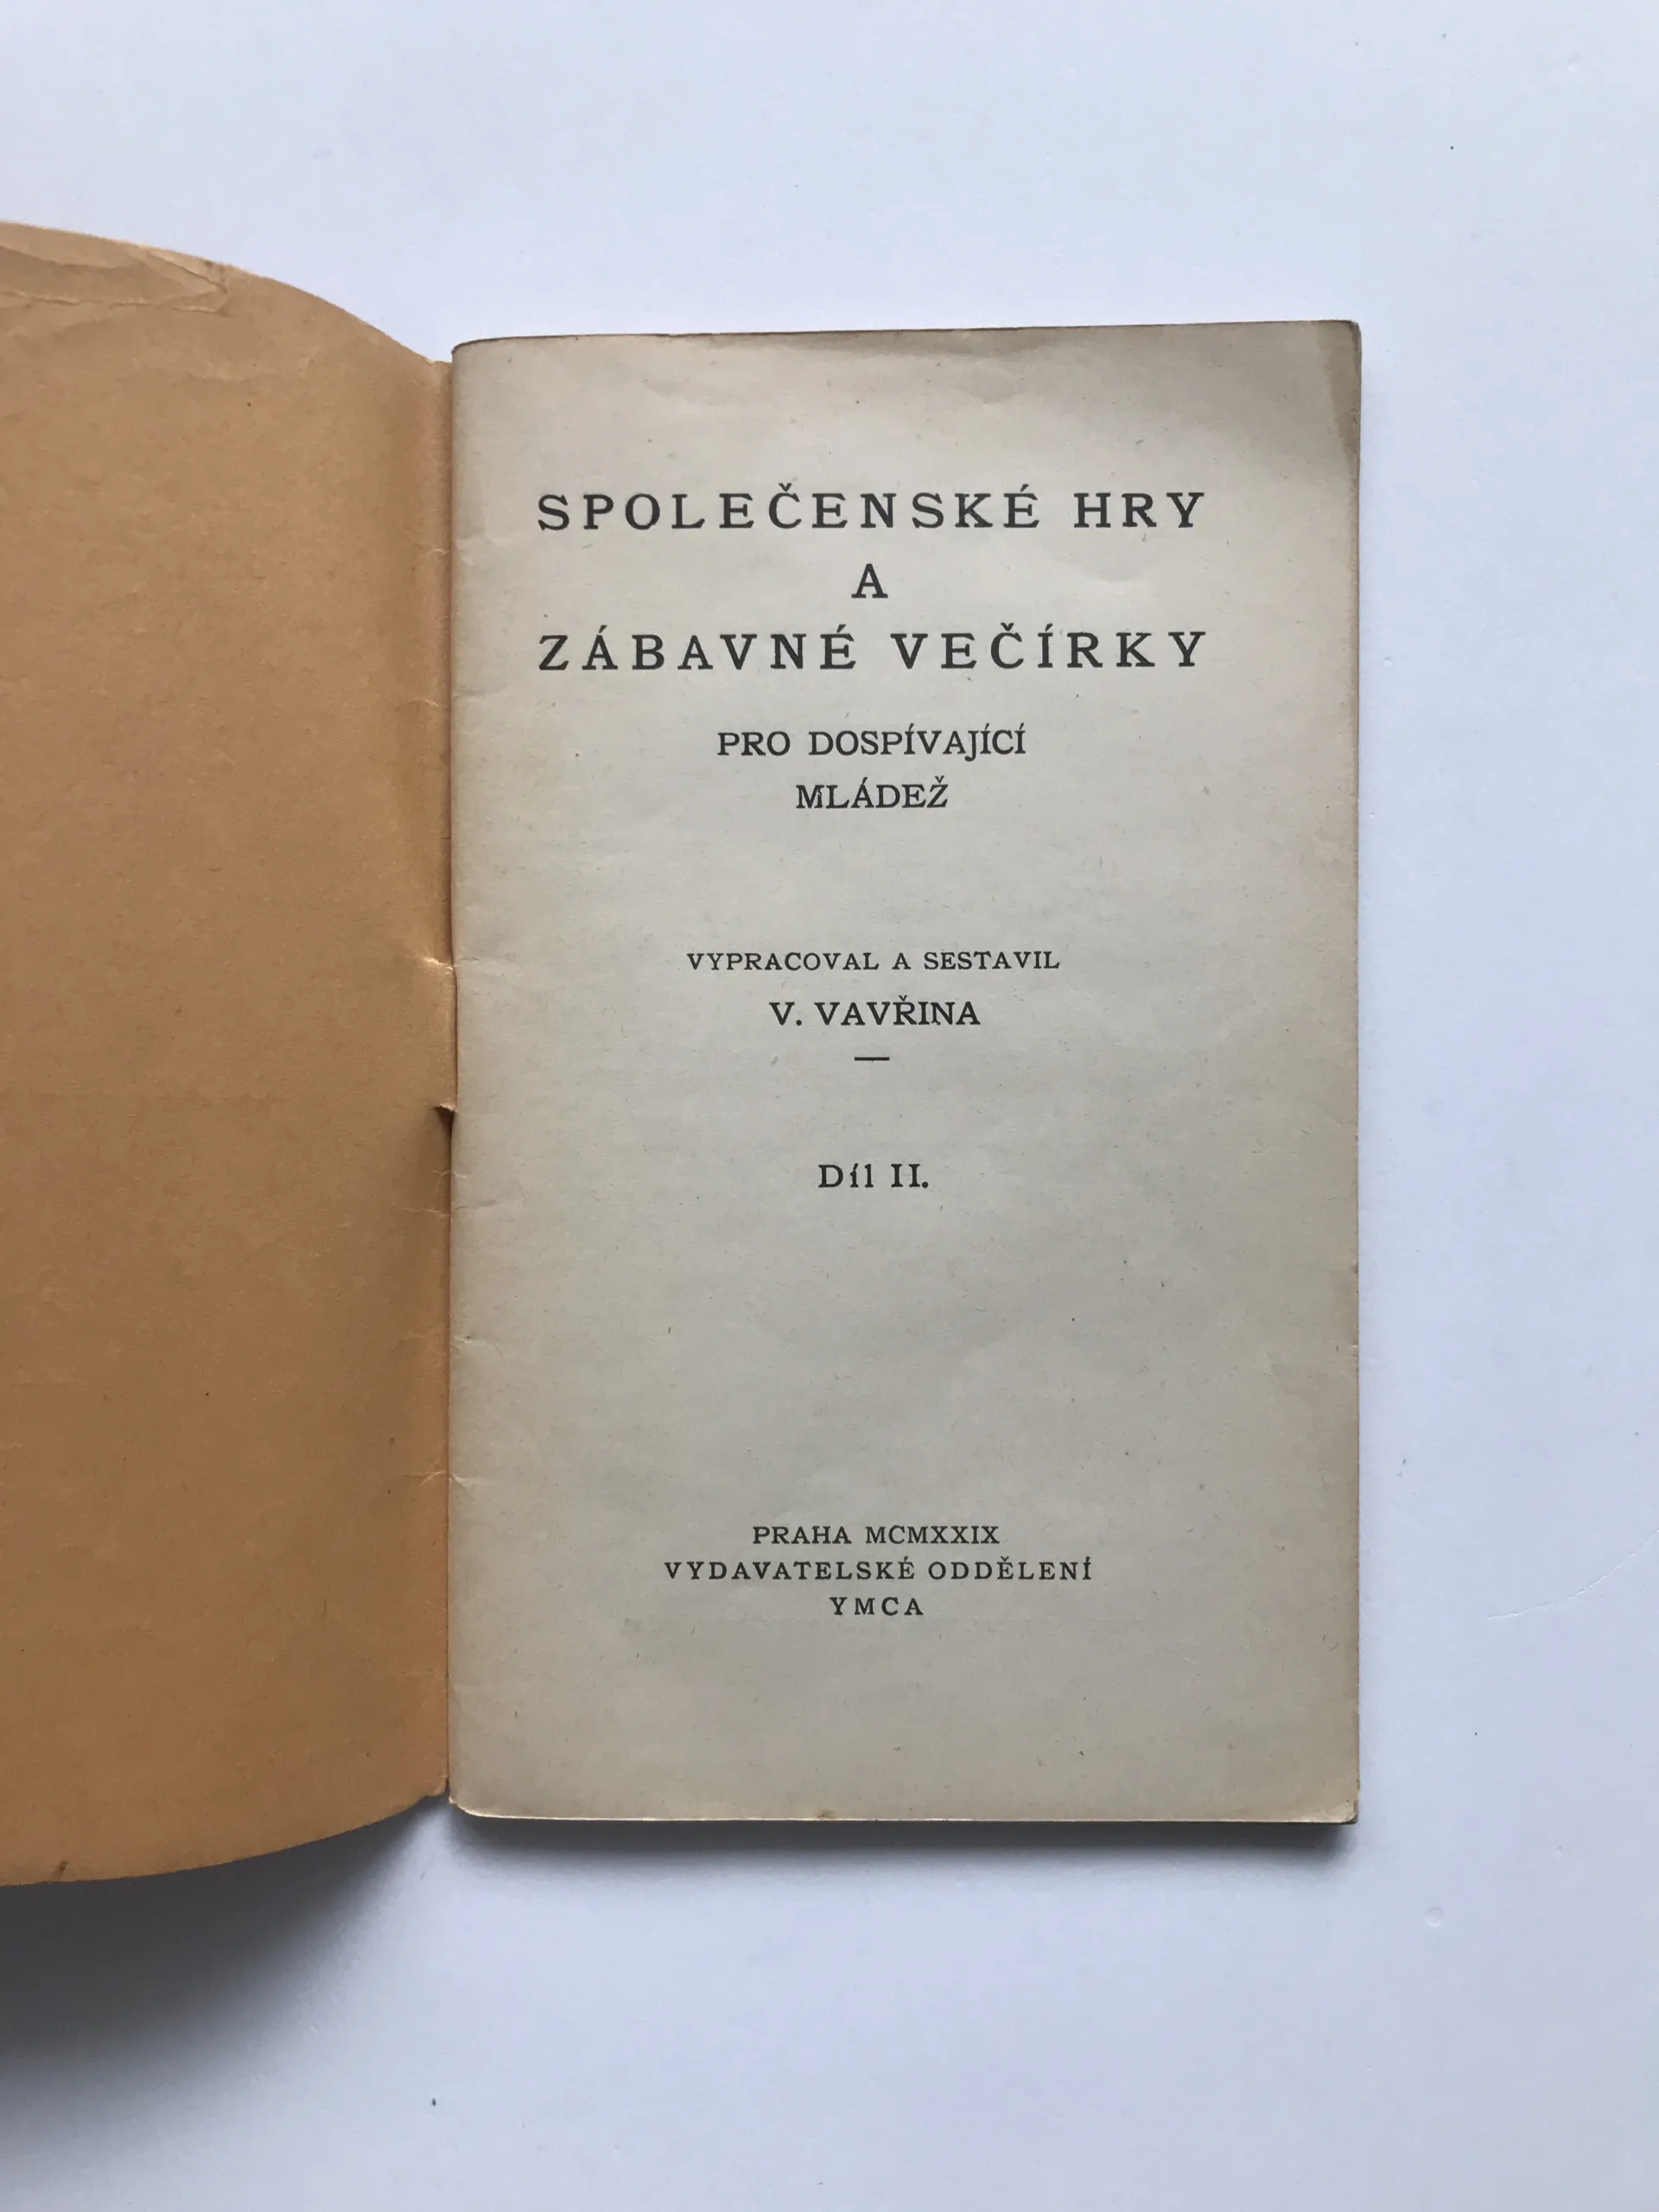 SPOLEČENSKÉ HRY
A
ZÁBAVNÉ VEČÍRKY
PRO DOSPÍVAJÍCÍ
MLÁDEŽ
VYPRACOVAL A SESTAVIL
V. VAVŘINA
Díl II.
PRAHA MCMXXIX
VYDAVATELSKÉ ODDĚLENÍ
YMCA